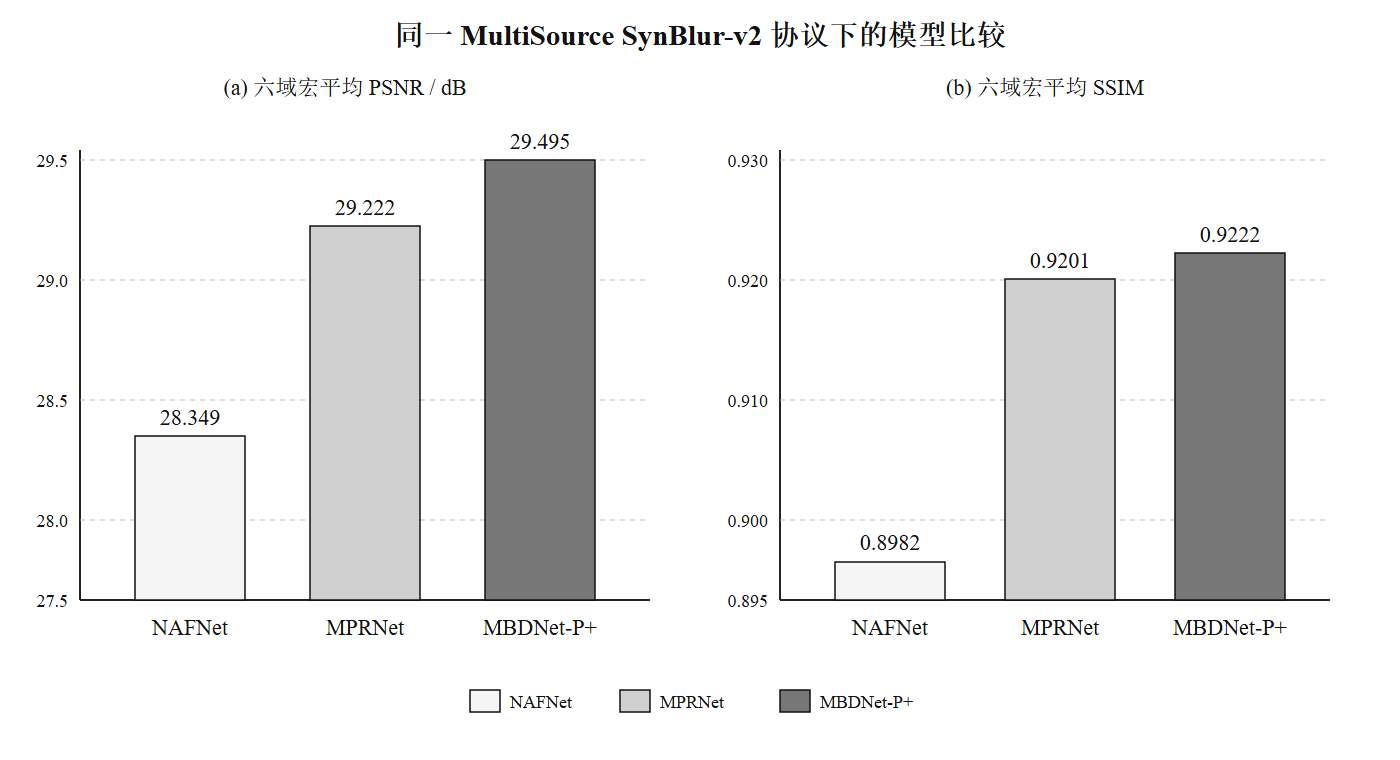 同一 MultiSource SynBlur-v2 协议下的模型比较
(a) 六域宏平均 PSNR / dB
29.5
29.0
28.5
28.0
27.5
28.349
29.222
29.495
NAFNet
MPRNet
MBDNet-P+
(b) 六域宏平均 SSIM
0.930
0.920
0.910
0.900
0.895
0.8982
0.9201
0.9222
NAFNet
MPRNet
MBDNet-P+
NAFNet
MPRNet
MBDNet-P+